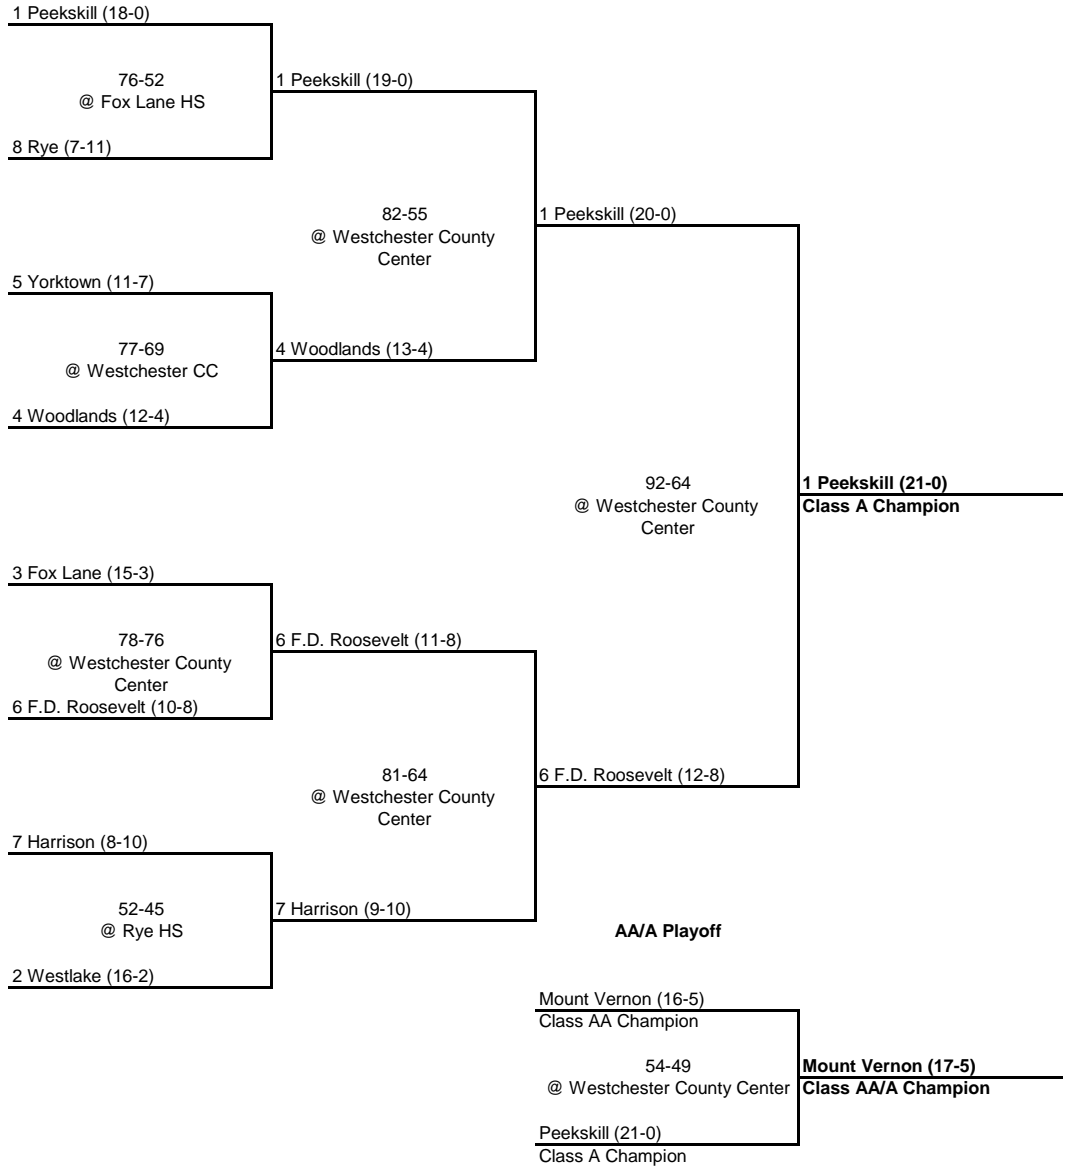 1 Peekskill (18-0)
76-52
@ Fox Lane HS
1 Peekskill (19-0)
8 Rye (7-11)
82-55
@ Westchester County
Center
1 Peekskill (20-0)
5 Yorktown (11-7)
77-69
@ Westchester CC
4 Woodlands (13-4)
4 Woodlands (12-4)
92-64
@ Westchester County
Center
1 Peekskill (21-0)
Class A Champion
3 Fox Lane (15-3)
78-76
@ Westchester County
Center
6 F.D. Roosevelt (11-8)
6 F.D. Roosevelt (10-8)
81-64
@ Westchester County
Center
6 F.D. Roosevelt (12-8)
7 Harrison (8-10)
52-45
@ Rye HS
7 Harrison (9-10)
2 Westlake (16-2)
AA/A Playoff
Mount Vernon (16-5)
Class AA Champion
54-49
@ Westchester County Center
Mount Vernon (17-5)
Class AA/A Champion
Peekskill (21-0)
Class A Champion